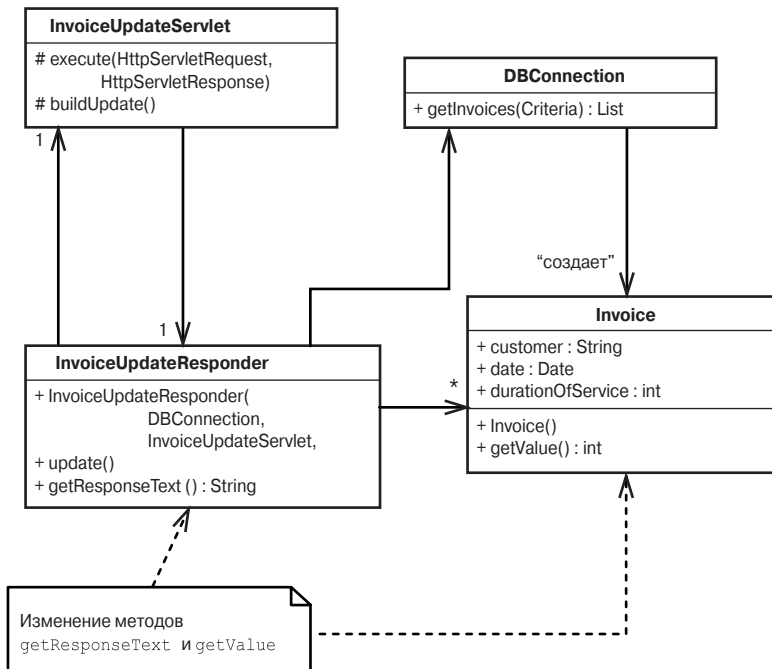 InvoiceUpdateServlet
# execute(HttpServletRequest,
HttpServletResponse)
# buildUpdate()
DBConnection
+ getInvoices(Criteria) : List
1
“создает”
1
Invoice
+ customer : String
+ date : Date
+ durationOfService : int
+ Invoice()
+ getValue() : int
InvoiceUpdateResponder
+ InvoiceUpdateResponder(
DBConnection,
InvoiceUpdateServlet,
+ update()
+ getResponseText () : String
*
Изменение методов
getResponseText и getValue